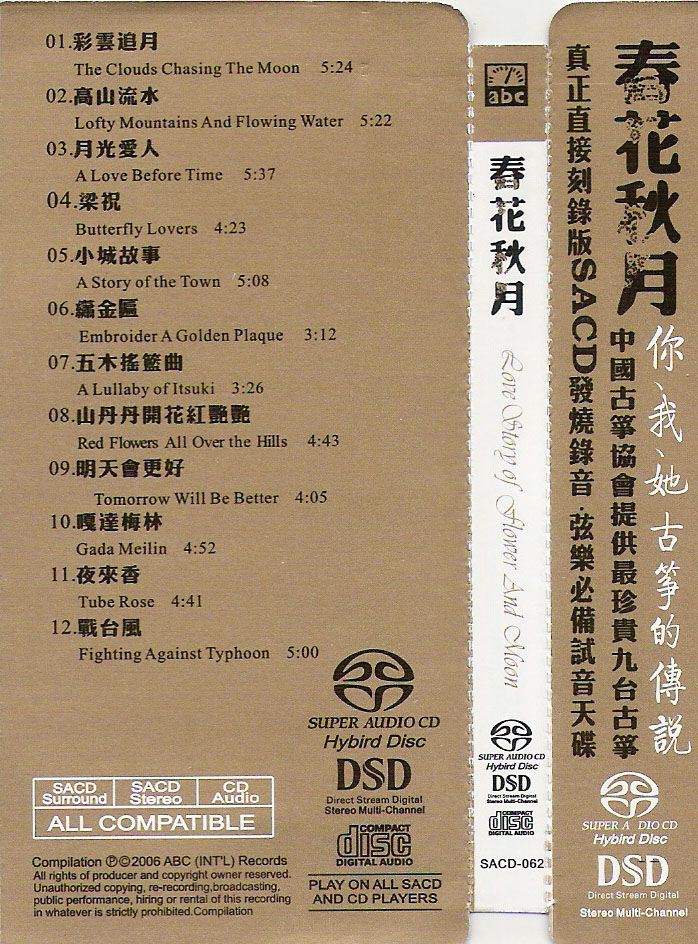 01.彩雲追月
The Clouds Chasing The Moon 5:24
02.高山流水
Lofty Mountains And Flowing Water 5:22
03.月光愛人
A Love Before Time 5:37
04.梁祝
Butterfly Lovers 4:23
05.小城故事
A Story of the Town 5:08
06.繡金匾
Embroider A Golden Plaque 3:12
07.五木搖籃曲
A Lullaby of Itsuki 3:26
08.山丹丹開花紅艷艷
Red Flowers All Over the Hills 4:43
09.明天會更好
Tomorrow Will Be Better 4:05
10.嘎達梅林
Gada Meilin 4:52
11.夜來香
Tube Rose 4:41
12.戰台風
Fighting Against Typhoon 5:00
SUPER AUDIO CD
Hybird Disc
DSD
Direct Stream Digital
Stereo Multi-Channel
COMPACT
disc
DIGITAL AUDIO
PLAY ON ALL SACD
AND CD PLAYERS
SACD Surround
SACD Stereo
CD Audio
ALL COMPATIBLE
Compilation ℗©2006 ABC (INT'L) Records
All rights of producer and copyright owner reserved.
Unauthorized copying, re-recording,broadcasting,
public performance, hiring or rental of this recording
in whatever is strictly prohibited.Compilation
abc
春花秋月
Love Story of Flower And Moon
SUPER AUDIO CD
Hybird Disc
DSD
Direct Stream Digital
Stereo Multi-Channel
COMPACT
disc
DIGITAL AUDIO
SACD-062
春花秋月
你、我、她古箏的傳説
中國古箏協會提供最珍貴九台古箏
真正直接刻錄版SACD發燒錄音·弦樂必備試音天碟
SUPER A DIO CD
Hybird Disc
DSD
Direct Stream Digital
Stereo Multi-Channel